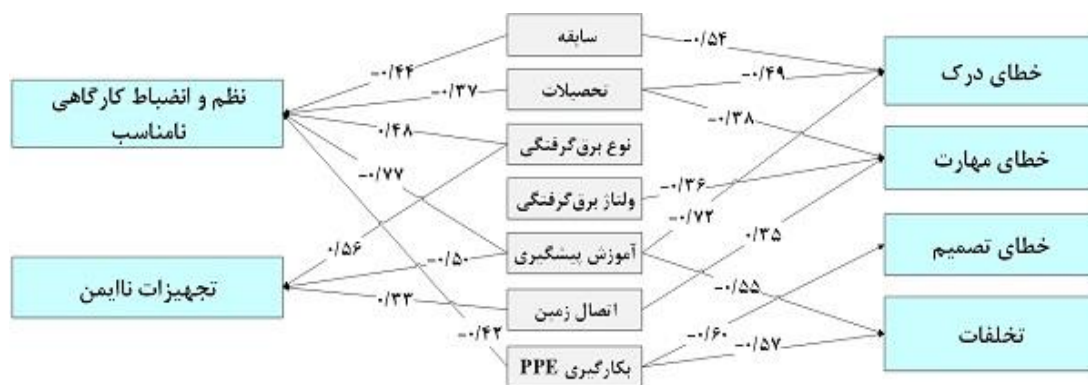 سابقه
-۰/۵۴
خطای درک
-۰/۴۴
نظم و انضباط کارگاهی
نامناسب
-۰/۳۷
تحصیلات
-۰/۴۹
-۰/۳۸
۰/۴۸
نوع برق‌گرفتگی
خطای مهارت
-۰/۷۷
ولتاژ برق‌گرفتگی
-۰/۳۶
-۰/۷۲
۰/۵۶
آموزش پیشگیری
۰/۳۵
خطای تصمیم
-۰/۵۰
تجهیزات ناایمن
-۰/۵۵
۰/۳۳
اتصال زمین
تخلفات
-۰/۴۲
-۰/۶۰
-۰/۵۷
بکارگیری PPE